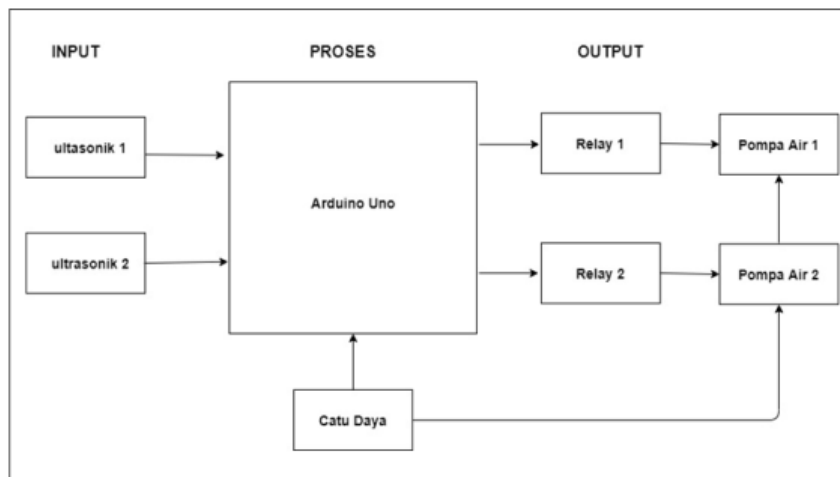 INPUT PROSES OUTPUT
ultasonik 1
Relay 1
Pompa Air 1
Arduino Uno
ultrasonik 2
Relay 2
Pompa Air 2
Catu Daya